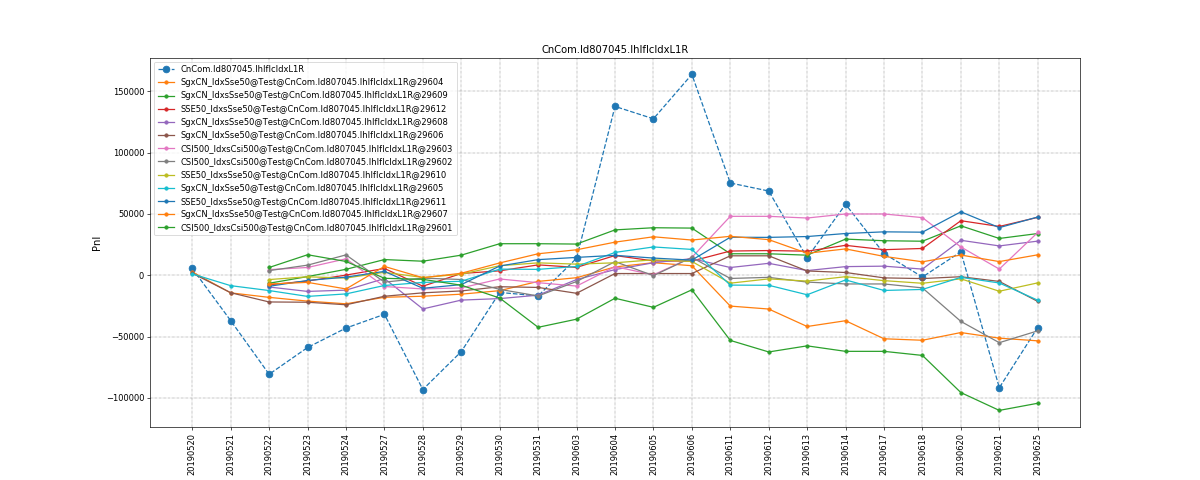 CnCom.Id807045.IhIfIcIdxL1R
CnCom.Id807045.IhIfIcIdxL1R
SgxCN_IdxSse50@Test@CnCom.Id807045.IhIfIcIdxL1R@29604
SgxCN_IdxsSse50@Test@CnCom.Id807045.IhIfIcIdxL1R@29609
SSE50_IdxsSse50@Test@CnCom.Id807045.IhIfIcIdxL1R@29612
SgxCN_IdxsSse50@Test@CnCom.Id807045.IhIfIcIdxL1R@29608
SgxCN_IdxSse50@Test@CnCom.Id807045.IhIfIcIdxL1R@29606
CSI500_IdxsCsi500@Test@CnCom.Id807045.IhIfIcIdxL1R@29603
CSI500_IdxsCsi500@Test@CnCom.Id807045.IhIfIcIdxL1R@29602
SSE50_IdxsSse50@Test@CnCom.Id807045.IhIfIcIdxL1R@29610
SgxCN_IdxSse50@Test@CnCom.Id807045.IhIfIcIdxL1R@29605
SSE50_IdxsSse50@Test@CnCom.Id807045.IhIfIcIdxL1R@29611
SgxCN_IdxsSse50@Test@CnCom.Id807045.IhIfIcIdxL1R@29607
CSI500_IdxsCsi500@Test@CnCom.Id807045.IhIfIcIdxL1R@29601
150000
100000
50000
0
−50000
−100000
PnI
20190520
20190521
20190522
20190523
20190524
20190527
20190528
20190529
20190530
20190531
20190603
20190604
20190605
20190606
20190611
20190612
20190613
20190614
20190617
20190618
20190620
20190621
20190625